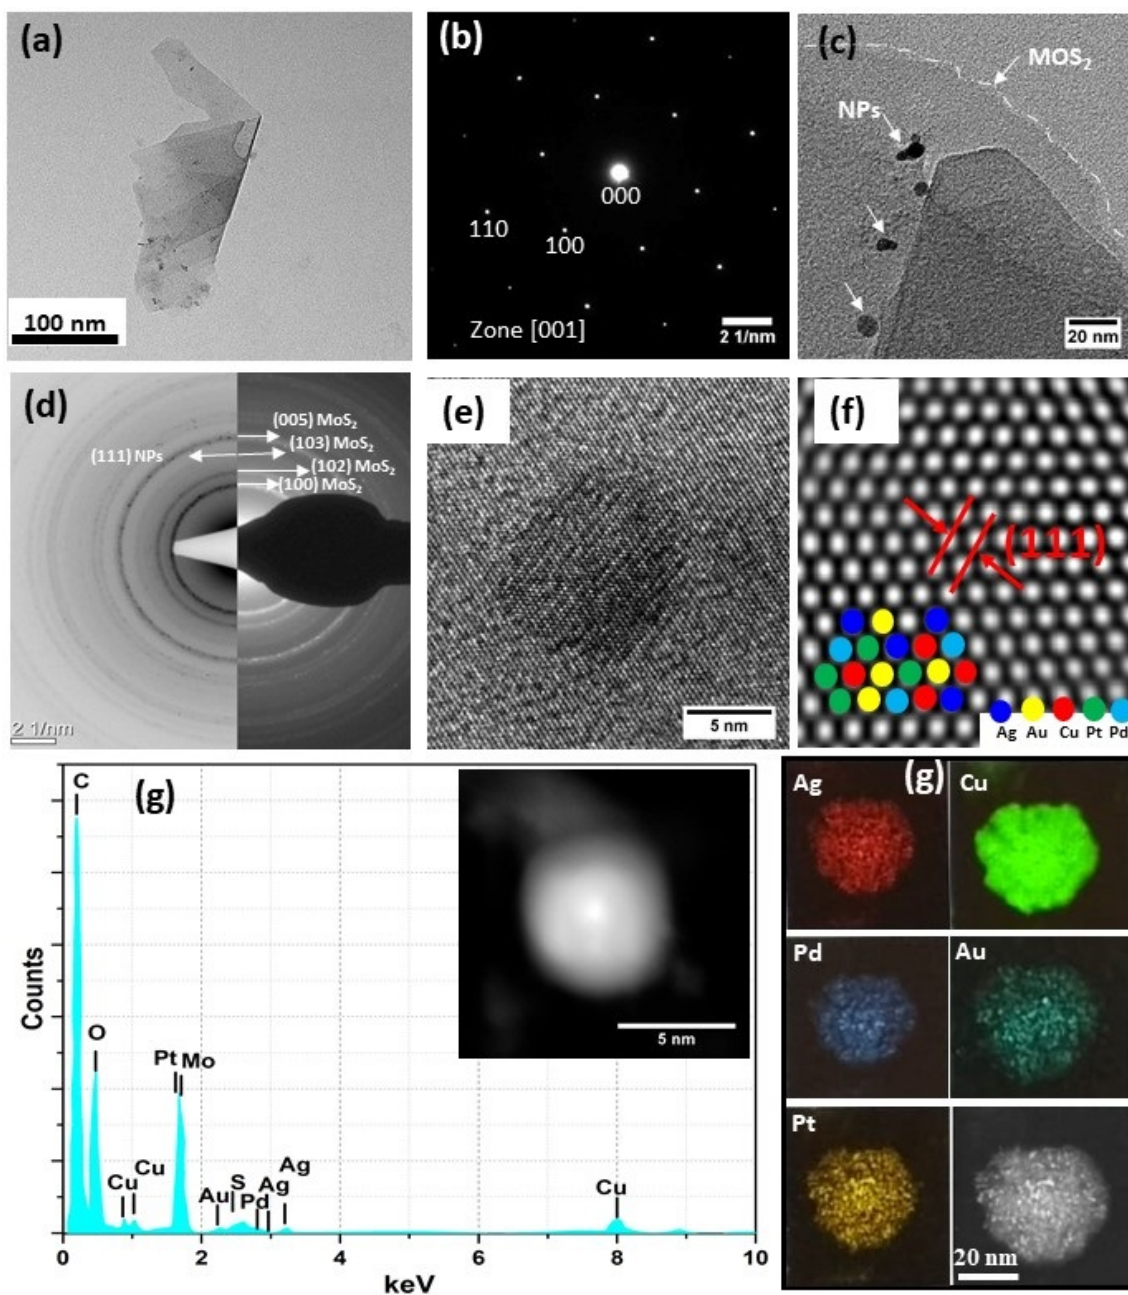 (a)
100 nm
(b)
000
110
100
Zone [001]
2 1/nm
(c)
MOS₂
NPs
20 nm
(d)
(005) MoS₂
(111) NPs
(103) MoS₂
(102) MoS₂
(100) MoS₂
2 1/nm
(e)
5 nm
(f)
(111)
Ag Au Cu Pt Pd
(g)
C
O
Pt Mo
Cu Cu
Au S Pd Ag Ag
Cu
5 nm
Counts
0 2 4 6 8 10
keV
(g)
Ag Cu
Pd Au
Pt
20 nm